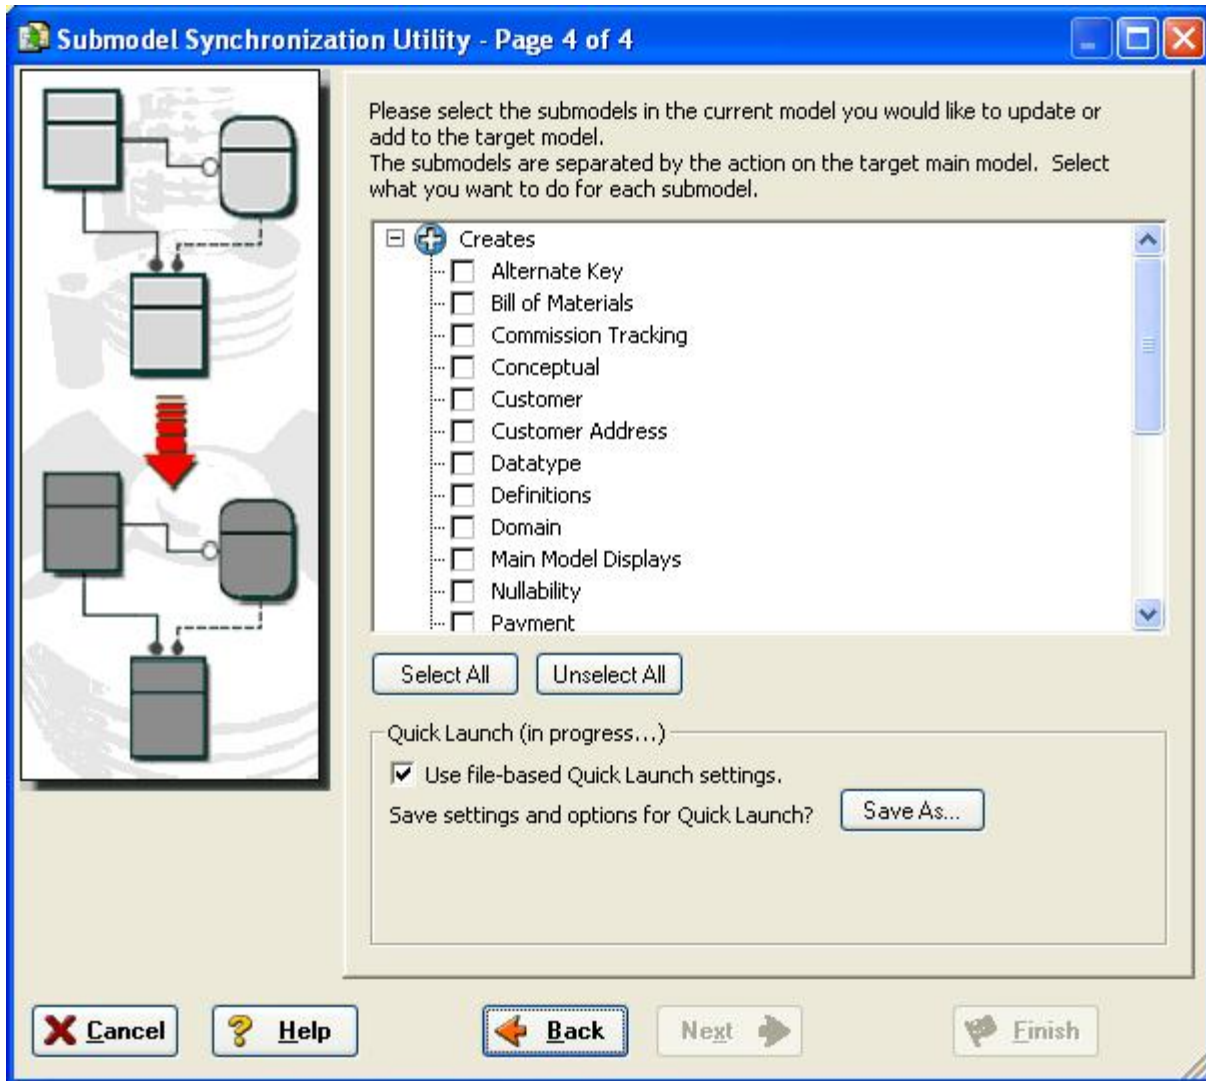 Submodel Synchronization Utility - Page 4 of 4
Please select the submodels in the current model you would like to update or
add to the target model.
The submodels are separated by the action on the target main model. Select
what you want to do for each submodel.
Creates
Alternate Key
Bill of Materials
Commission Tracking
Conceptual
Customer
Customer Address
Datatype
Definitions
Domain
Main Model Displays
Nullability
Payment
Select All Unselect All
Quick Launch (in progress...)
Use file-based Quick Launch settings.
Save settings and options for Quick Launch? Save As...
Cancel Help Back Next Finish